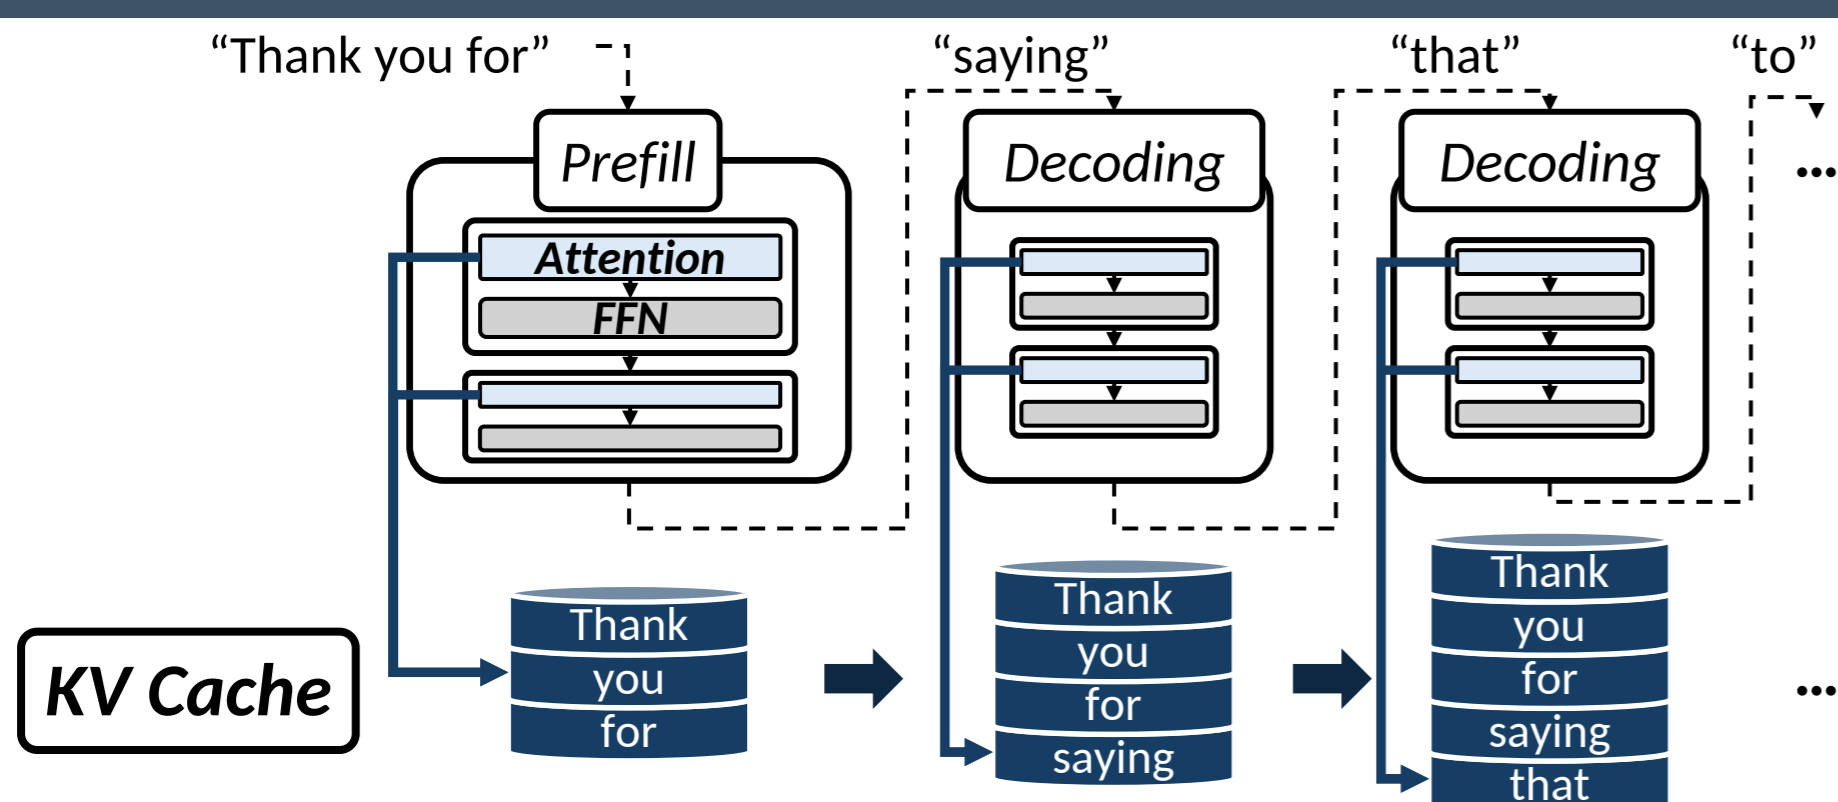 “Thank you for”
“saying”
“that”
“to”
Prefill
Decoding
Decoding
...
Attention
FFN
KV Cache
Thank
you
for
Thank
you
for
saying
Thank
you
for
saying
that
...